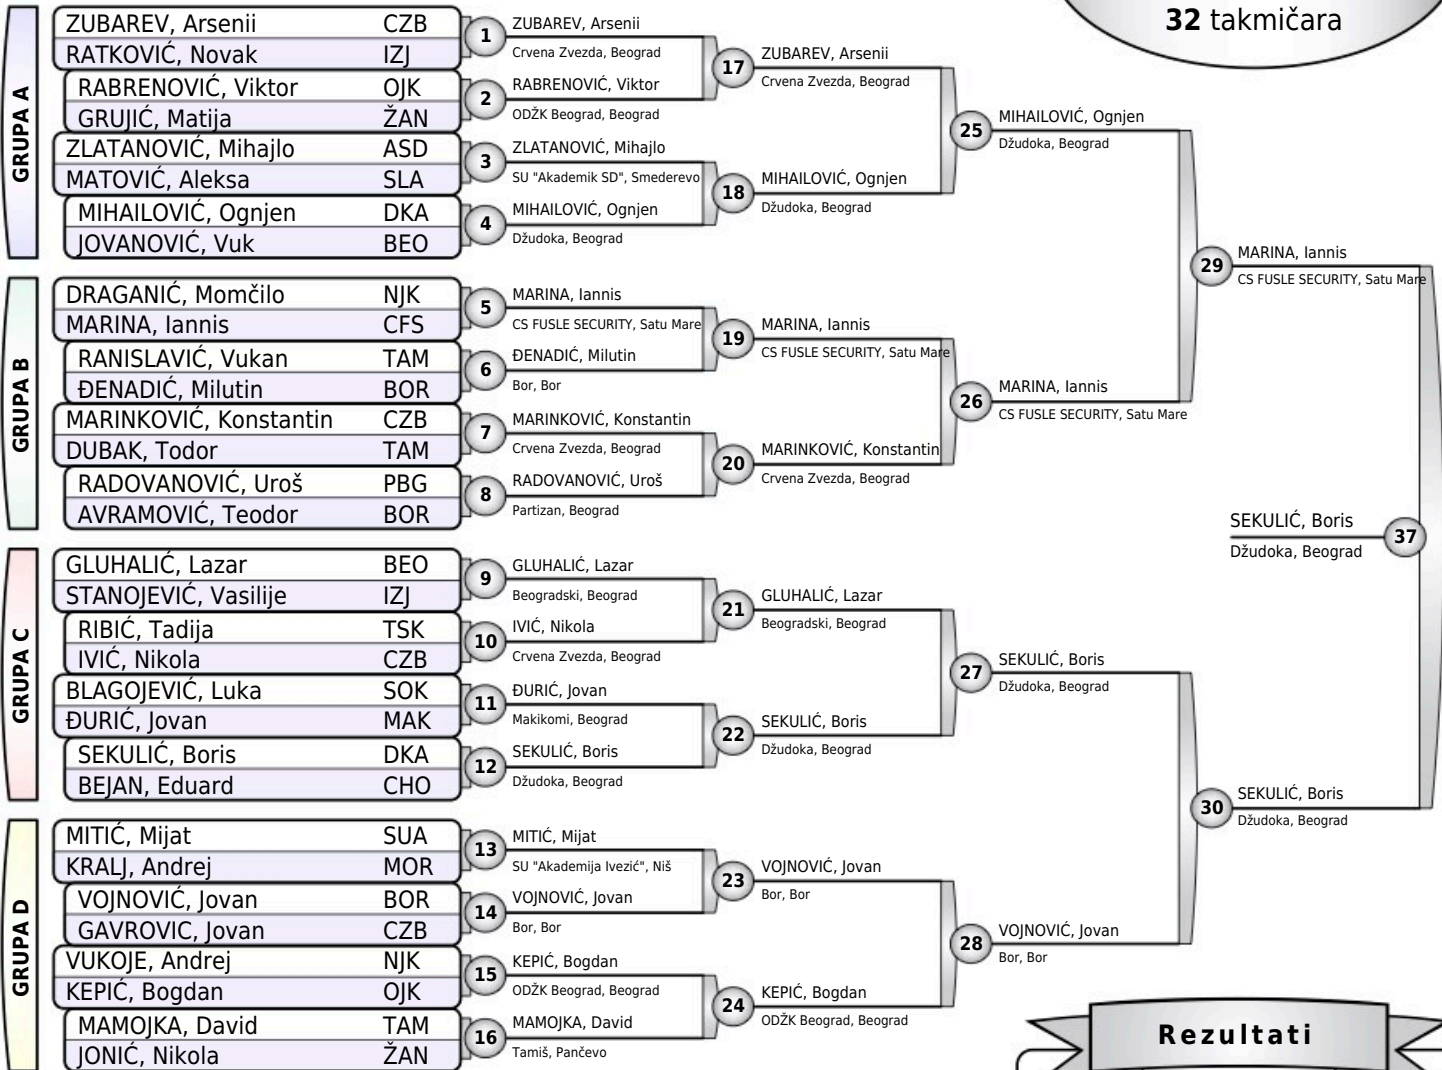 32 takmičara
GRUPA A
ZUBAREV, Arsenii CZB
RATKOVIĆ, Novak IZJ
RABRENOVIĆ, Viktor OJK
GRUJIĆ, Matija ŽAN
ZLATANOVIĆ, Mihajlo ASD
MATOVIĆ, Aleksa SLA
MIHAILOVIĆ, Ognjen DKA
JOVANOVIĆ, Vuk BEO
GRUPA B
DRAGANIĆ, Momčilo NJK
MARINA, Iannis CFS
RANISLAVIĆ, Vukan TAM
ĐENADIĆ, Milutin BOR
MARINKOVIĆ, Konstantin CZB
DUBAK, Todor TAM
RADOVANOVIĆ, Uroš PBG
AVRAMOVIĆ, Teodor BOR
GRUPA C
GLUHALIĆ, Lazar BEO
STANOJEVIĆ, Vasilije IZJ
RIBIĆ, Tadija TSK
IVIĆ, Nikola CZB
BLAGOJEVIĆ, Luka SOK
ĐURIĆ, Jovan MAK
SEKULIĆ, Boris DKA
BEJAN, Eduard CHO
GRUPA D
MITIĆ, Mijat SUA
KRALJ, Andrej MOR
VOJNOVIĆ, Jovan BOR
GAVROVIC, Jovan CZB
VUKOJE, Andrej NJK
KEPIĆ, Bogdan OJK
MAMOJKA, David TAM
JONIĆ, Nikola ŽAN
1 ZUBAREV, Arsenii
Crvena Zvezda, Beograd
2 RABRENOVIĆ, Viktor
ODŽK Beograd, Beograd
3 ZLATANOVIĆ, Mihajlo
SU "Akademik SD", Smederevo
4 MIHAILOVIĆ, Ognjen
Džudoka, Beograd
5 MARINA, Iannis
CS FUSLE SECURITY, Satu Mare
6 ĐENADIĆ, Milutin
Bor, Bor
7 MARINKOVIĆ, Konstantin
Crvena Zvezda, Beograd
8 RADOVANOVIĆ, Uroš
Partizan, Beograd
9 GLUHALIĆ, Lazar
Beogradski, Beograd
10 IVIĆ, Nikola
Crvena Zvezda, Beograd
11 ĐURIĆ, Jovan
Makikomi, Beograd
12 SEKULIĆ, Boris
Džudoka, Beograd
13 MITIĆ, Mijat
SU "Akademija Ivezić", Niš
14 VOJNOVIĆ, Jovan
Bor, Bor
15 KEPIĆ, Bogdan
ODŽK Beograd, Beograd
16 MAMOJKA, David
Tamiš, Pančevo
17 ZUBAREV, Arsenii
Crvena Zvezda, Beograd
18 MIHAILOVIĆ, Ognjen
Džudoka, Beograd
19 MARINA, Iannis
CS FUSLE SECURITY, Satu Mare
20 MARINKOVIĆ, Konstantin
Crvena Zvezda, Beograd
21 GLUHALIĆ, Lazar
Beogradski, Beograd
22 SEKULIĆ, Boris
Džudoka, Beograd
23 VOJNOVIĆ, Jovan
Bor, Bor
24 KEPIĆ, Bogdan
ODŽK Beograd, Beograd
25 MIHAILOVIĆ, Ognjen
Džudoka, Beograd
26 MARINA, Iannis
CS FUSLE SECURITY, Satu Mare
27 SEKULIĆ, Boris
Džudoka, Beograd
28 VOJNOVIĆ, Jovan
Bor, Bor
29 MARINA, Iannis
CS FUSLE SECURITY, Satu Mare
30 SEKULIĆ, Boris
Džudoka, Beograd
SEKULIĆ, Boris 37
Džudoka, Beograd
Rezultati